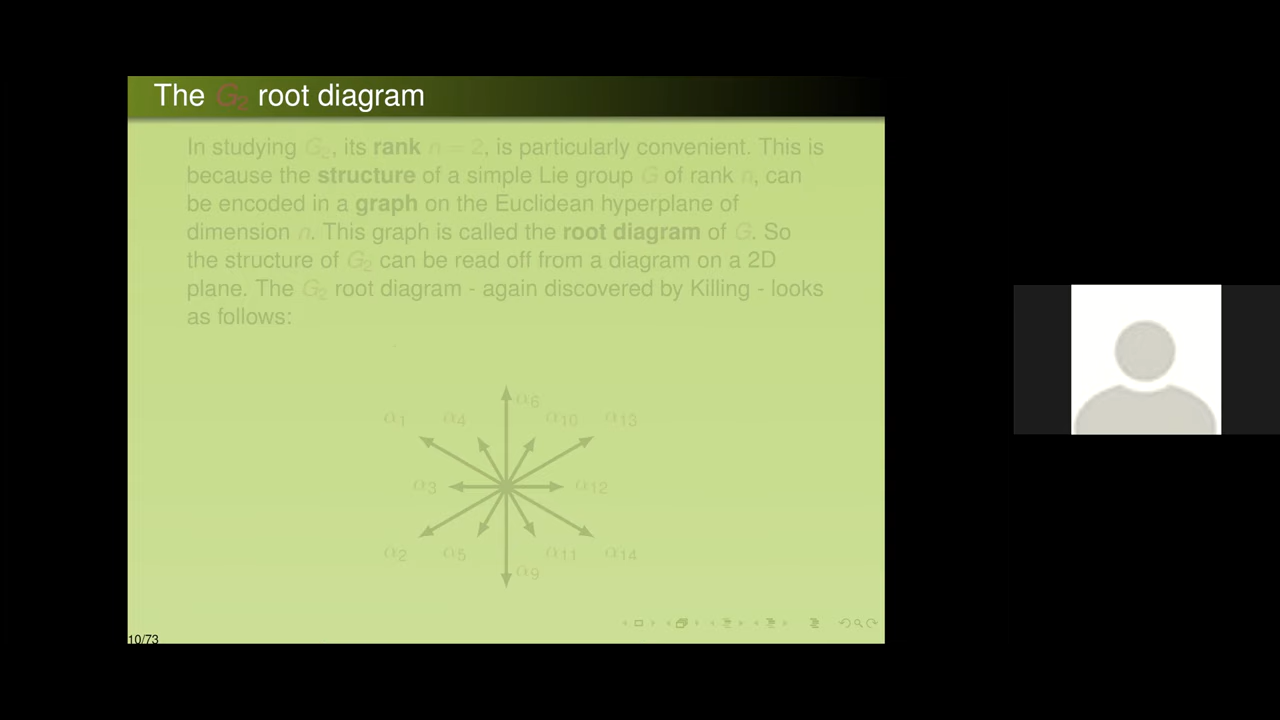 The G₂ root diagram
In studying G₂, its rank n = 2, is particularly convenient. This is
because the structure of a simple Lie group G of rank n, can
be encoded in a graph on the Euclidean hyperplane of
dimension n. This graph is called the root diagram of G. So
the structure of G₂ can be read off from a diagram on a 2D
plane. The G₂ root diagram - again discovered by Killing - looks
as follows:
α₆
α₁ α₄ α₁₀ α₁₃
α₃ α₁₂
α₂ α₅ α₁₁ α₁₄
α₉
10/73